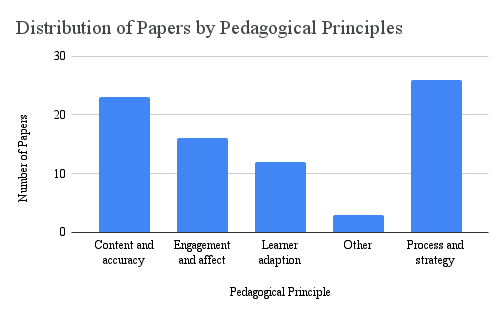 Distribution of Papers by Pedagogical Principles
30
20
10
0
Number of Papers
Content and
accuracy
Engagement
and affect
Learner
adaption
Other
Process and
strategy
Pedagogical Principle